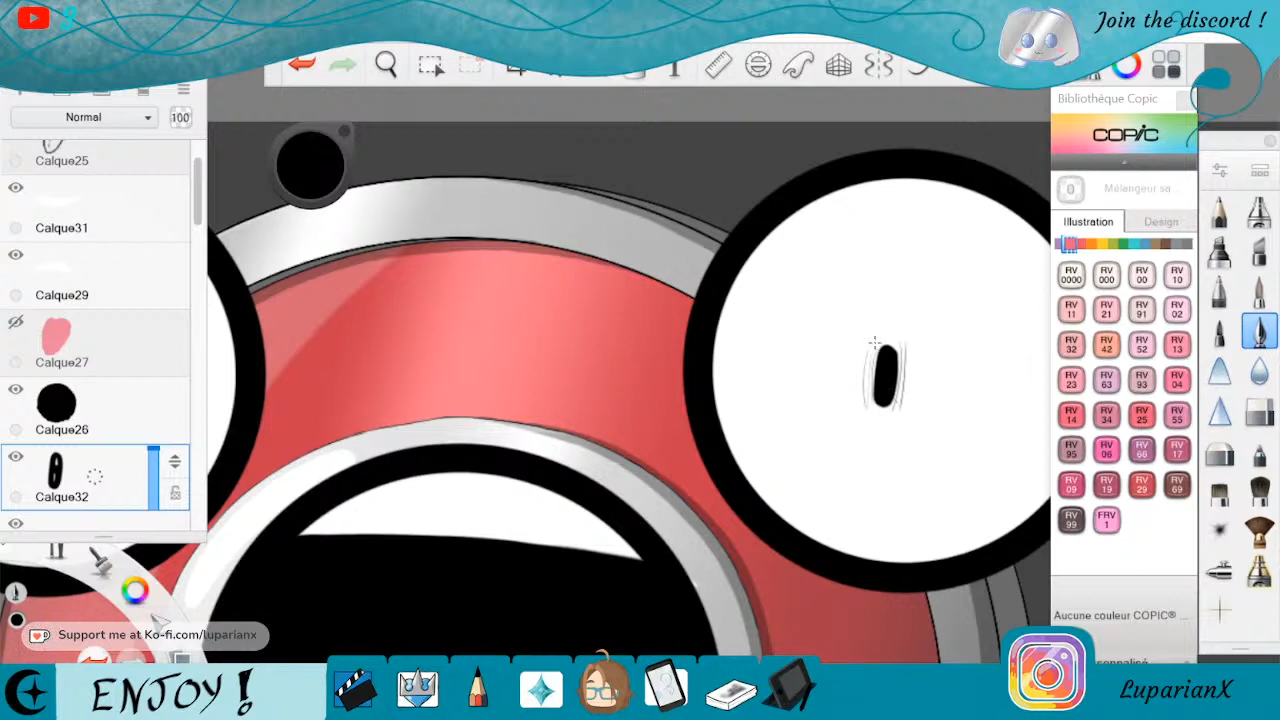 8
Join the discord !
Normal
100
Bibliothèque Copic
Calque25
COPIC
0
Mélangeur sa...
Calque31
Illustration
Design
RV 0000
RV 000
RV 00
RV 10
Calque29
RV 11
RV 21
RV 91
RV 02
RV 32
RV 42
RV 52
RV 13
Calque27
RV 23
RV 63
RV 93
RV 04
RV 14
RV 34
RV 25
RV 55
Calque26
RV 95
RV 06
RV 66
RV 17
RV 09
RV 19
RV 29
RV 69
Calque32
RV 99
FRV 1
Aucune couleur COPIC® ...
Support me at Ko-fi.com/luparianx
ENJOY !
LuparianX